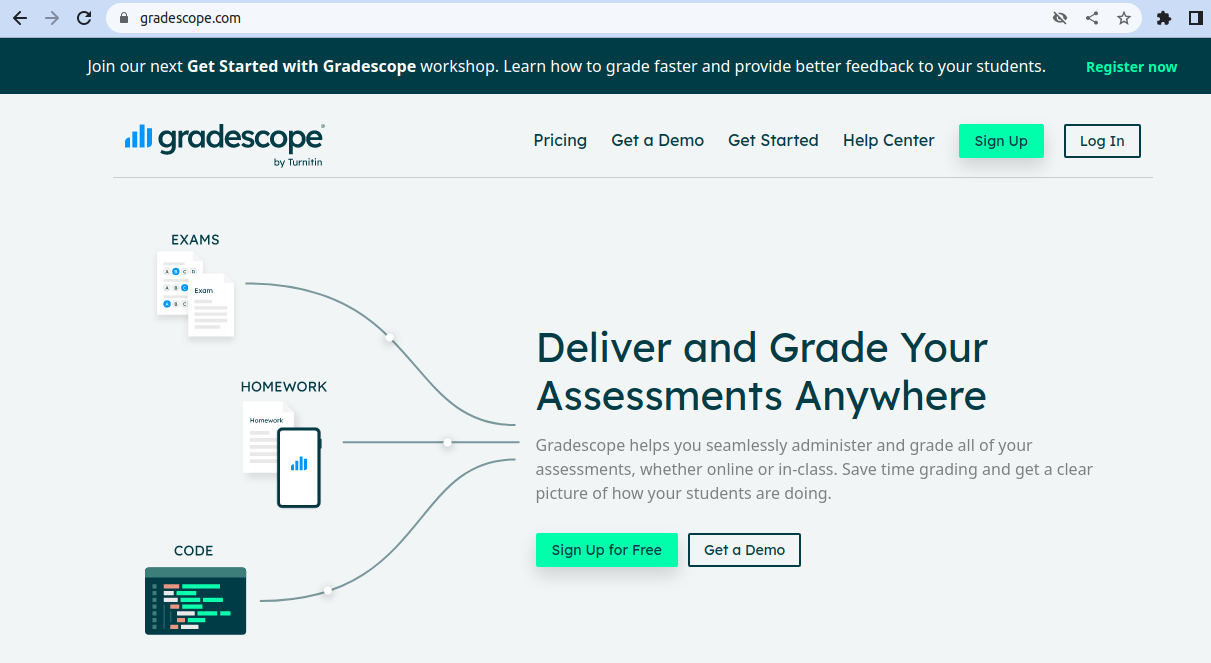 gradescope.com
Join our next Get Started with Gradescope workshop. Learn how to grade faster and provide better feedback to your students.
Register now
gradescope
by Turnitin
Pricing
Get a Demo
Get Started
Help Center
Sign Up
Log In
EXAMS
A B C D
A B C
Exam
A B C
HOMEWORK
Homework
CODE
Deliver and Grade Your
Assessments Anywhere
Gradescope helps you seamlessly administer and grade all of your
assessments, whether online or in-class. Save time grading and get a clear
picture of how your students are doing.
Sign Up for Free
Get a Demo